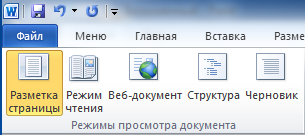 Файл Меню Главная Вставка Разме
Разметка страницы Режим чтения Веб-документ Структура Черновик
Режимы просмотра документа